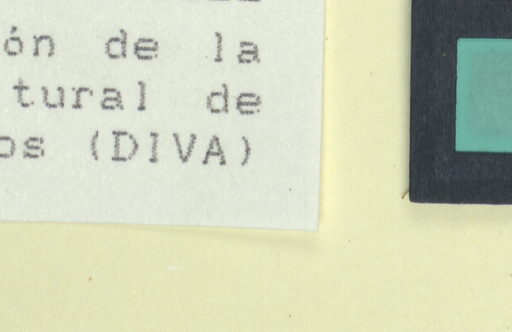 ón de la
tural de
os (DIVA)